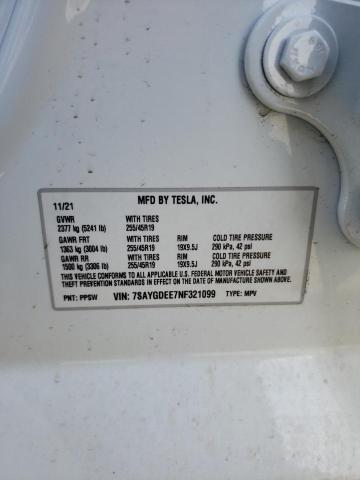 11/21 MFD BY TESLA, INC.
GVWR WITH TIRES
2377 kg (5241 lb) 255/45R19
GAWR FRT WITH TIRES RIM COLD TIRE PRESSURE
1363 kg (3004 lb) 255/45R19 19X9.5J 290 kPa, 42 psi
GAWR RR WITH TIRES RIM COLD TIRE PRESSURE
1500 kg (3306 lb) 255/45R19 19X9.5J 290 kPa, 42 psi
THIS VEHICLE CONFORMS TO ALL APPLICABLE U.S. FEDERAL MOTOR VEHICLE SAFETY AND
THEFT PREVENTION STANDARDS IN EFFECT ON THE DATE OF MANUFACTURE SHOWN ABOVE.
PNT: PPSW VIN: 7SAYGDEE7NF321099 TYPE: MPV